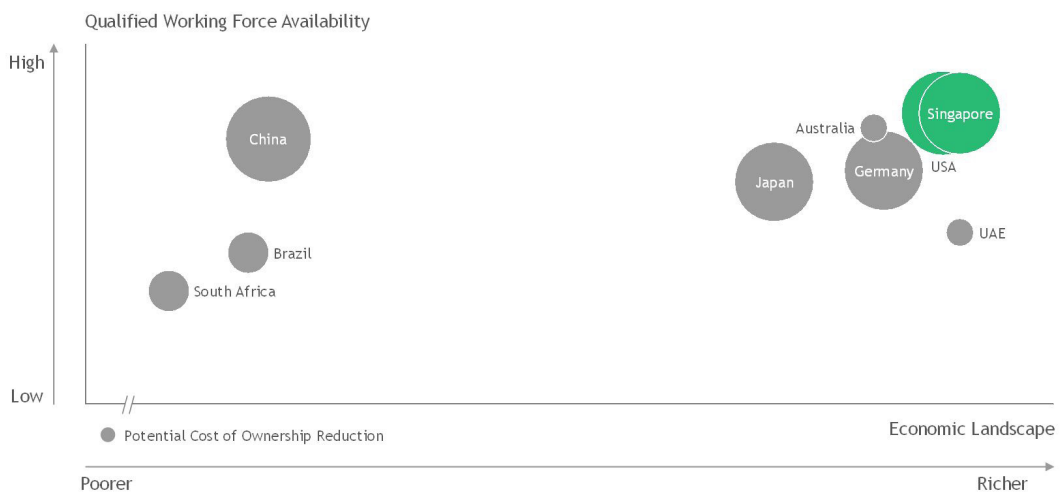 Qualified Working Force Availability
High
China
Singapore
Australia
USA
Germany
Japan
UAE
Brazil
South Africa
Low
Potential Cost of Ownership Reduction
Economic Landscape
Poorer
Richer